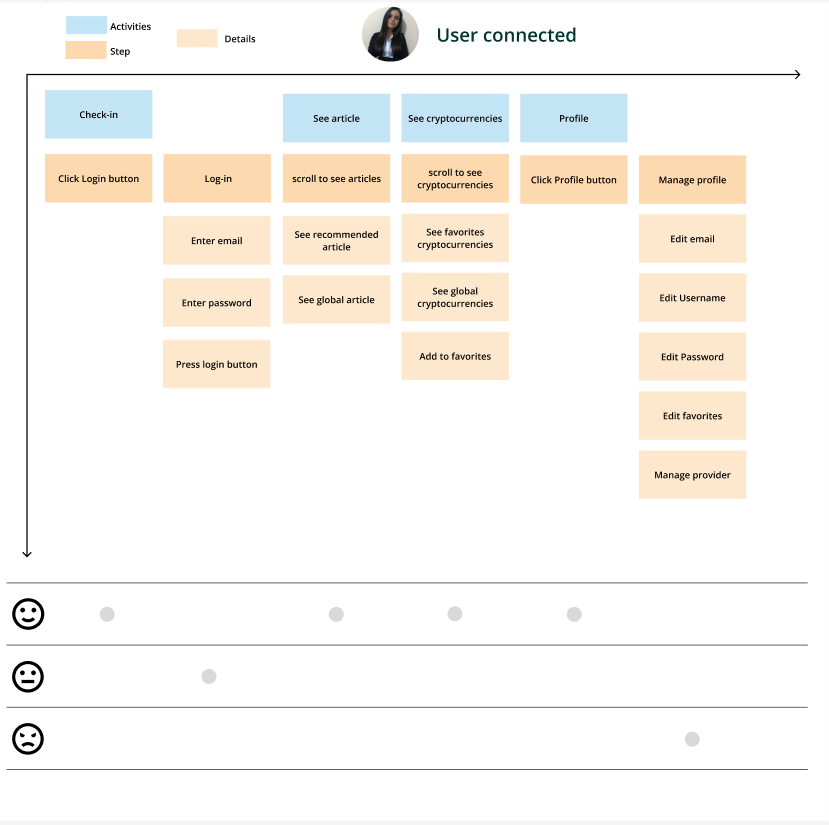 Activities
Step
Details
User connected
Check-in
See article
See cryptocurrencies
Profile
Click Login button
Log-in
scroll to see articles
scroll to see
cryptocurrencies
Click Profile button
Manage profile
Enter email
See recommended
article
See favorites
cryptocurrencies
Edit email
Enter password
See global article
See global
cryptocurrencies
Edit Username
Press login button
Add to favorites
Edit Password
Edit favorites
Manage provider